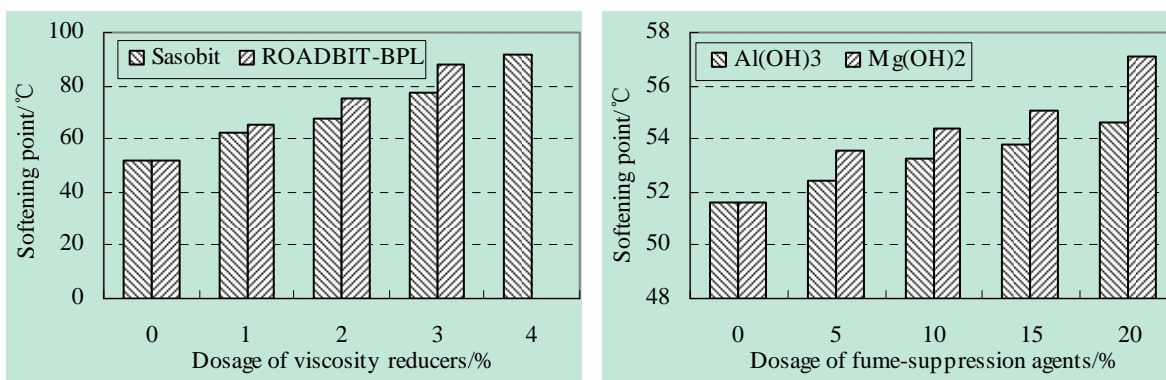 100
80
60
40
20
0
Softening point/℃
Sasobit ROADBIT-BPL
0 1 2 3 4
Dosage of viscosity reducers/%
58
56
54
52
50
48
Softening point/℃
Al(OH)3 Mg(OH)2
0 5 10 15 20
Dosage of fume-suppression agents/%